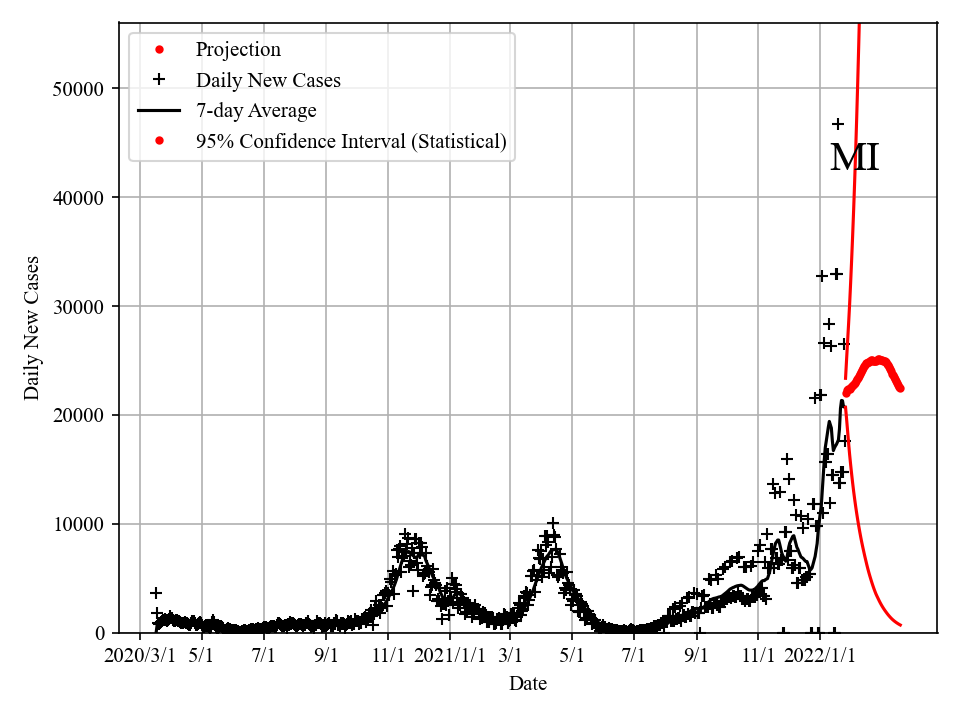 Projection
Daily New Cases
7-day Average
95% Confidence Interval (Statistical)
MI
Daily New Cases
50000
40000
30000
20000
10000
0
2020/3/1 5/1 7/1 9/1 11/1 2021/1/1 3/1 5/1 7/1 9/1 11/1 2022/1/1
Date